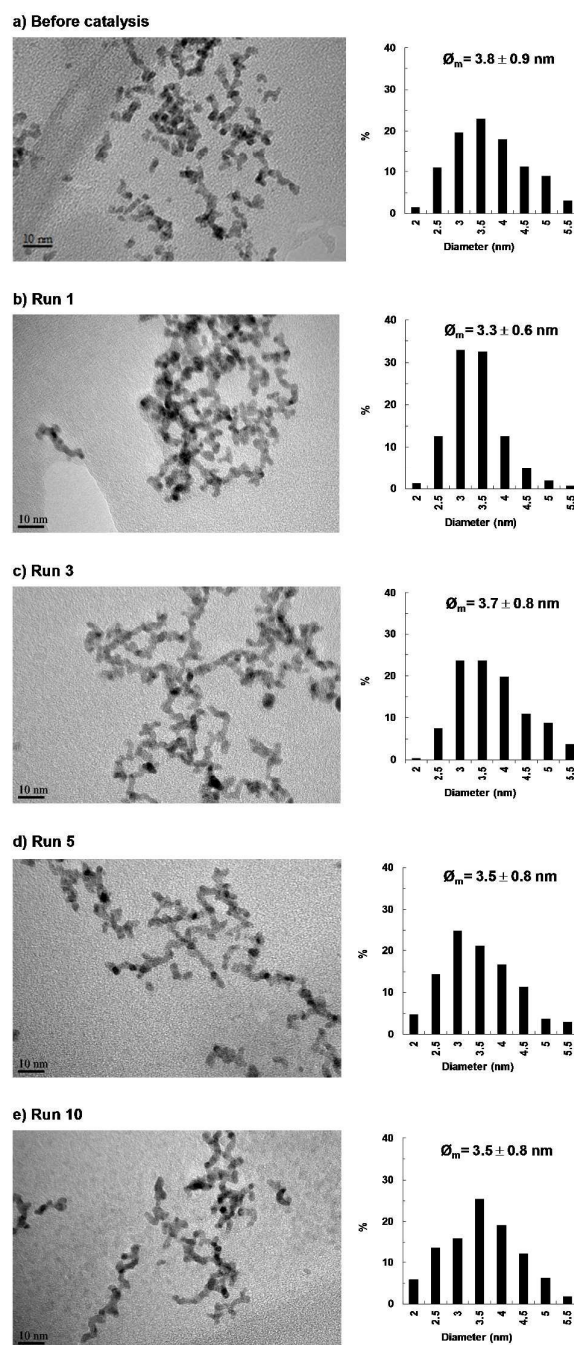 a) Before catalysis
10 nm
Øm= 3.8 ± 0.9 nm
40
30
20
10
0
%
2 2.5 3 3.5 4 4.5 5 5.5
Diameter (nm)
b) Run 1
10 nm
Øm= 3.3 ± 0.6 nm
40
30
20
10
0
%
2 2.5 3 3.5 4 4.5 5 5.5
Diameter (nm)
c) Run 3
10 nm
Øm= 3.7 ± 0.8 nm
40
30
20
10
0
%
2 2.5 3 3.5 4 4.5 5 5.5
Diameter (nm)
d) Run 5
10 nm
Øm= 3.5 ± 0.8 nm
40
30
20
10
0
%
2 2.5 3 3.5 4 4.5 5 5.5
Diameter (nm)
e) Run 10
10 nm
Øm= 3.5 ± 0.8 nm
40
30
20
10
0
%
2 2.5 3 3.5 4 4.5 5 5.5
Diameter (nm)